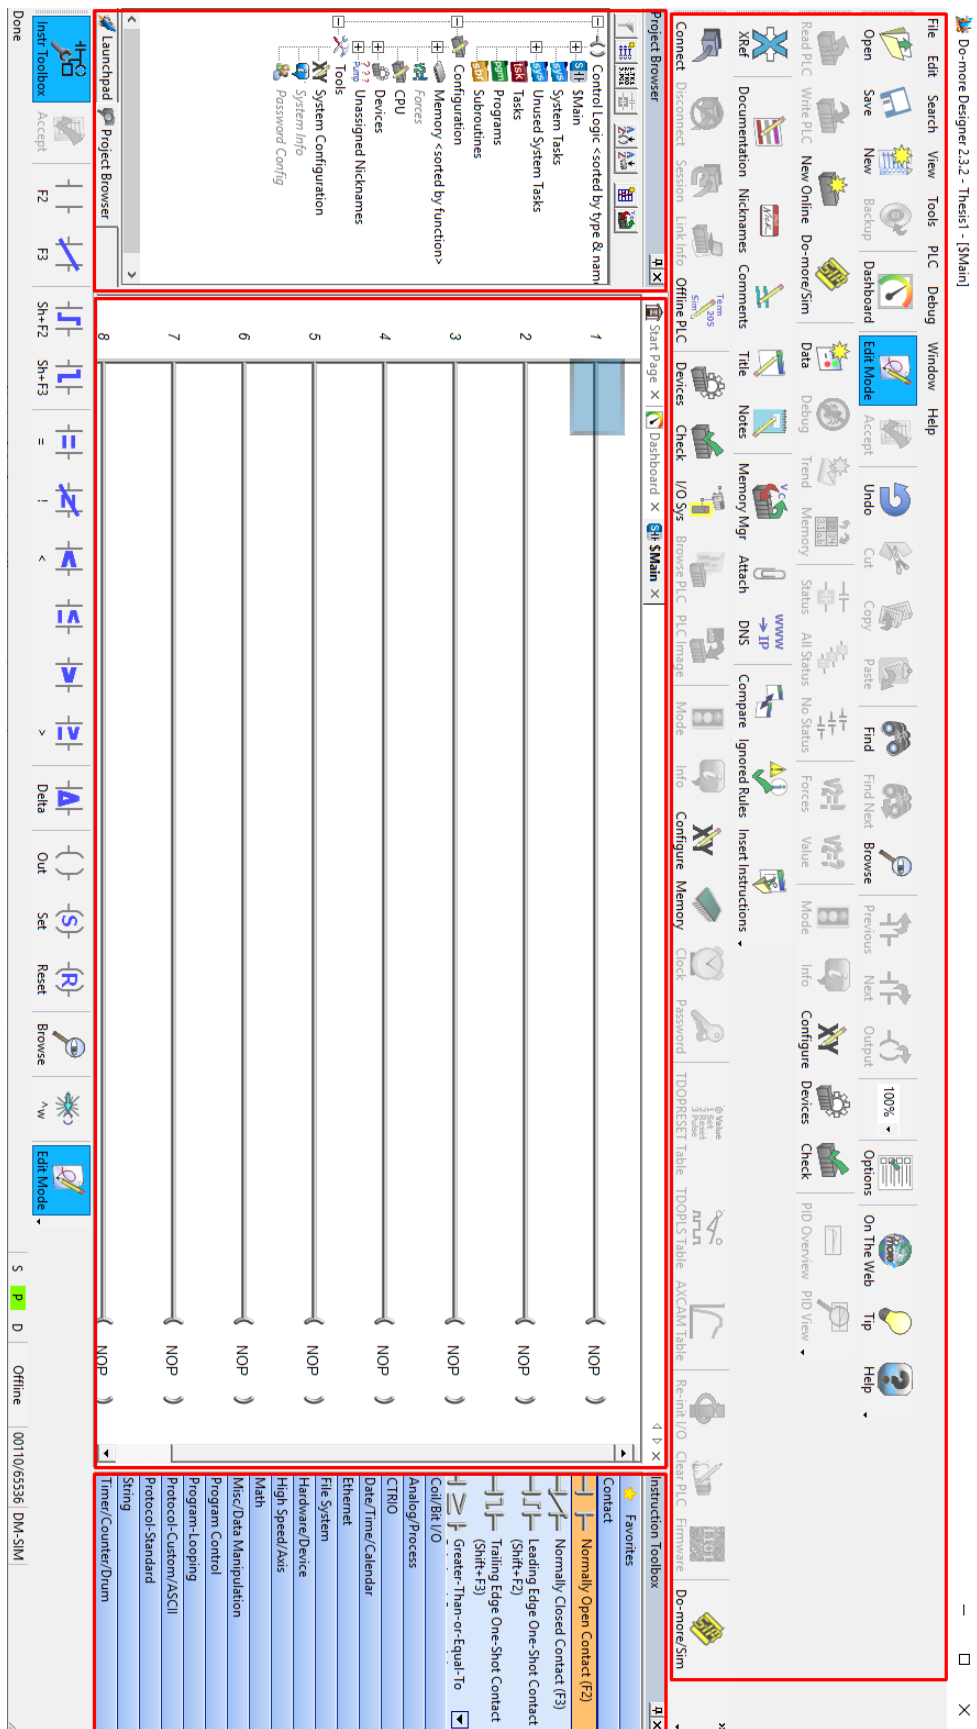 Do-more Designer 2.3.2 - Thesis1 - [$Main]
File Edit Search View Tools PLC Debug Window Help
Open Save New Backup Dashboard Edit Mode Accept Undo Cut Copy Paste Find Find Next Browse Previous Next Output 100% Options On The Web Tip Help
Read PLC Write PLC New Online Do-more/Sim Data Debug Trend Memory Status All Status No Status Forces Value Mode Info Configure Devices Check PID Overview PID View
XRef Documentation Nicknames Comments Title Notes Memory Mgr Attach DNS Compare Ignored Rules Insert Instructions
Connect Disconnect Session Link Info Offline PLC Devices Check I/O Sys Browse PLC PLC Image Mode Info Configure Memory Clock Password TDOPRESET Table TDOPLS Table AXCAM Table Re-init I/O Clear PLC Firmware Do-more/Sim
Project Browser
Control Logic <sorted by type & nam
$Main
System Tasks
Unused System Tasks
Tasks
Programs
Subroutines
Configuration
Memory <sorted by function>
Forces
CPU
Devices
Unassigned Nicknames
Tools
System Configuration
System Info
Password Config
Launchpad Project Browser
Start Page Dashboard $Main
1 NOP
2 NOP
3 NOP
4 NOP
5 NOP
6 NOP
7 NOP
8 NOP
Instruction Toolbox
Favorites
Contact
Normally Open Contact (F2)
Normally Closed Contact (F3)
Leading Edge One-Shot Contact
(Shift+F2)
Trailing Edge One-Shot Contact
(Shift+F3)
Greater-Than-or-Equal-To
Coil/Bit I/O
Analog/Process
CTRIO
Date/Time/Calendar
Ethernet
File System
Hardware/Device
High Speed/Axis
Math
Misc/Data Manipulation
Program Control
Program-Looping
Protocol-Custom/ASCII
Protocol-Standard
String
Timer/Counter/Drum
Instr Toolbox Accept F2 F3 Sh+F2 Sh+F3 = ! < ≤ > ≥ Delta Out Set Reset Browse ^W Edit Mode
Done S P D Offline 00110/65536 DM-SIM